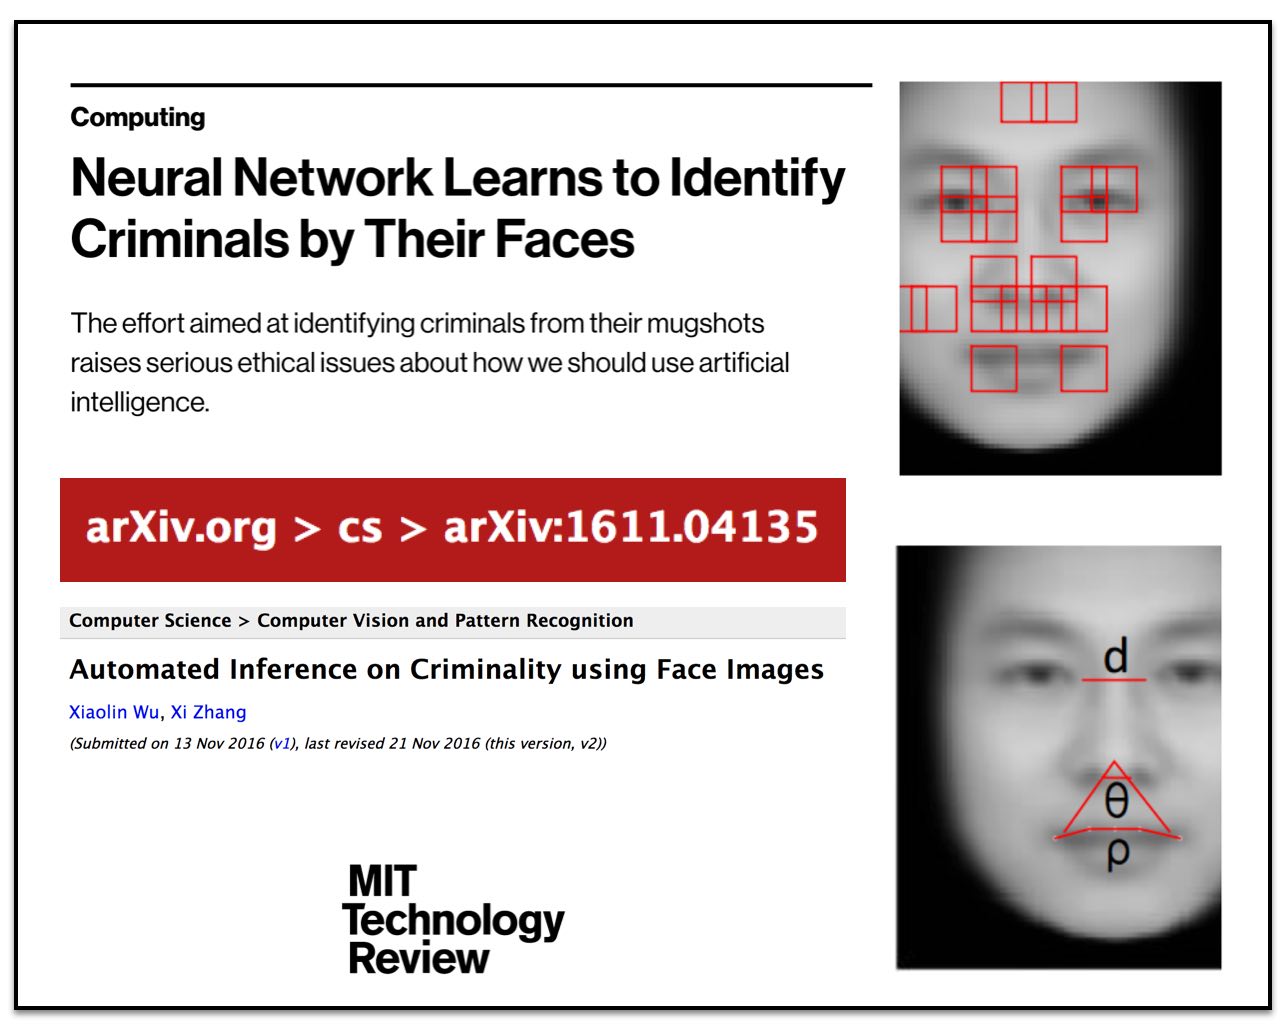 Computing
Neural Network Learns to Identify
Criminals by Their Faces
The effort aimed at identifying criminals from their mugshots
raises serious ethical issues about how we should use artificial
intelligence.
arXiv.org > cs > arXiv:1611.04135
Computer Science > Computer Vision and Pattern Recognition
Automated Inference on Criminality using Face Images
Xiaolin Wu, Xi Zhang
(Submitted on 13 Nov 2016 (v1), last revised 21 Nov 2016 (this version, v2))
MIT
Technology
Review
d
θ
ρ